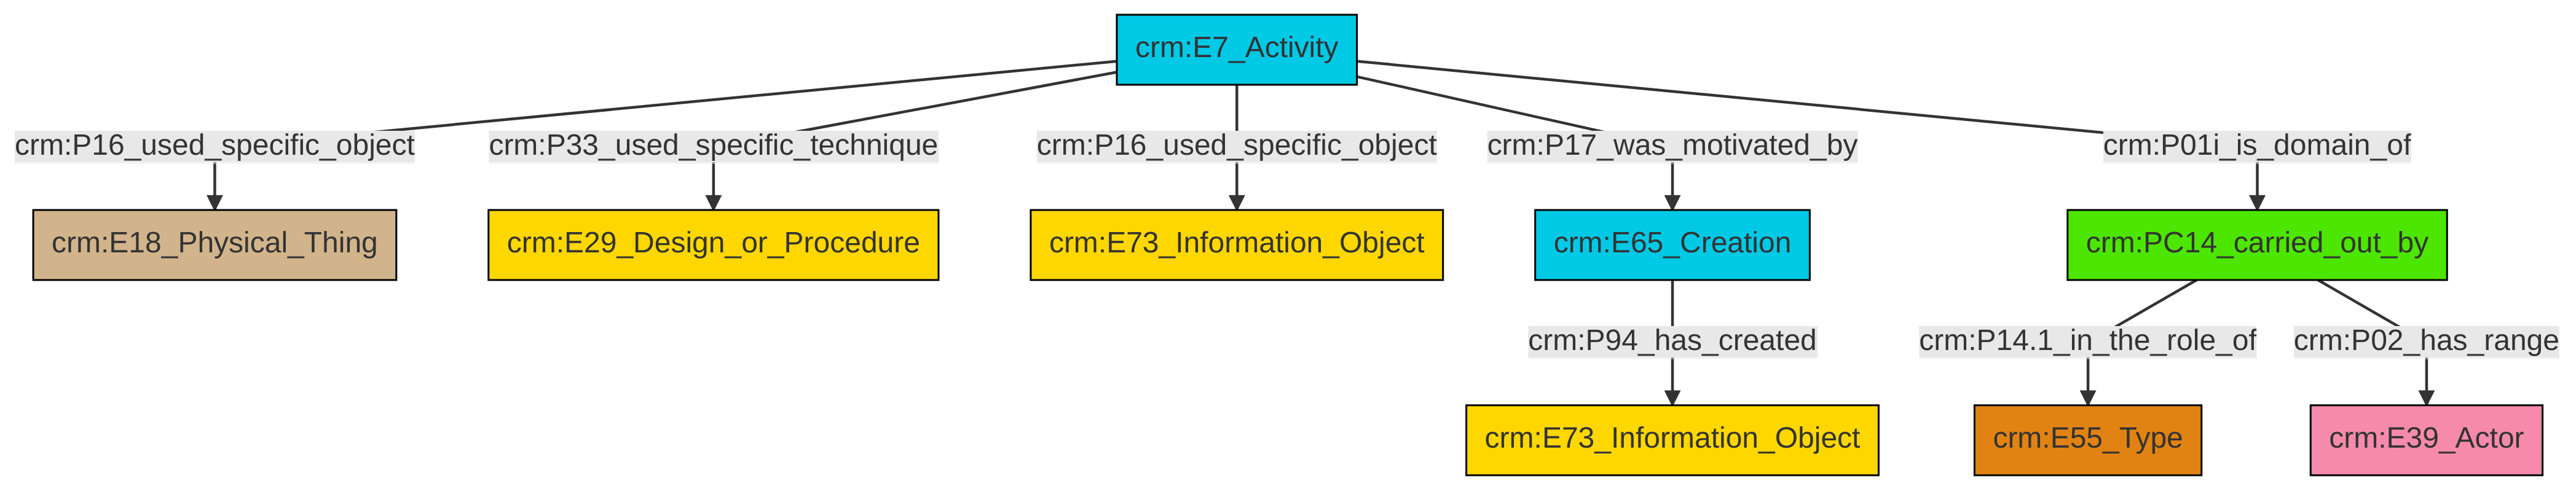 crm:E7_Activity
crm:P16_used_specific_object
crm:P33_used_specific_technique
crm:P16_used_specific_object
crm:P17_was_motivated_by
crm:P01i_is_domain_of
crm:E18_Physical_Thing
crm:E29_Design_or_Procedure
crm:E73_Information_Object
crm:E65_Creation
crm:PC14_carried_out_by
crm:P94_has_created
crm:P14.1_in_the_role_of
crm:P02_has_range
crm:E73_Information_Object
crm:E55_Type
crm:E39_Actor